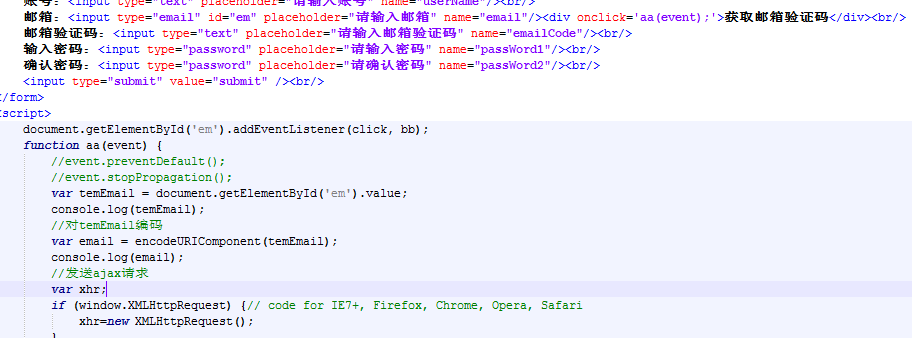 账号：<input type="text" placeholder="请输入账号" name="userName"/><br/>
邮箱：<input type="email" id="em" placeholder="请输入邮箱" name="email"/><div onclick='aa(event);'>获取邮箱验证码</div><br/>
邮箱验证码：<input type="text" placeholder="请输入邮箱验证码" name="emailCode"/><br/>
输入密码：<input type="password" placeholder="请输入密码" name="passWord1"/><br/>
确认密码：<input type="password" placeholder="请确认密码" name="passWord2"/><br/>
<input type="submit" value="submit" /><br/>
</form>
<script>
document.getElementById('em').addEventListener(click, bb);
function aa(event) {
//event.preventDefault();
//event.stopPropagation();
var temEmail = document.getElementById('em').value;
console.log(temEmail);
//对temEmail编码
var email = encodeURIComponent(temEmail);
console.log(email);
//发送ajax请求
var xhr;
if (window.XMLHttpRequest) {// code for IE7+, Firefox, Chrome, Opera, Safari
xhr=new XMLHttpRequest();
}